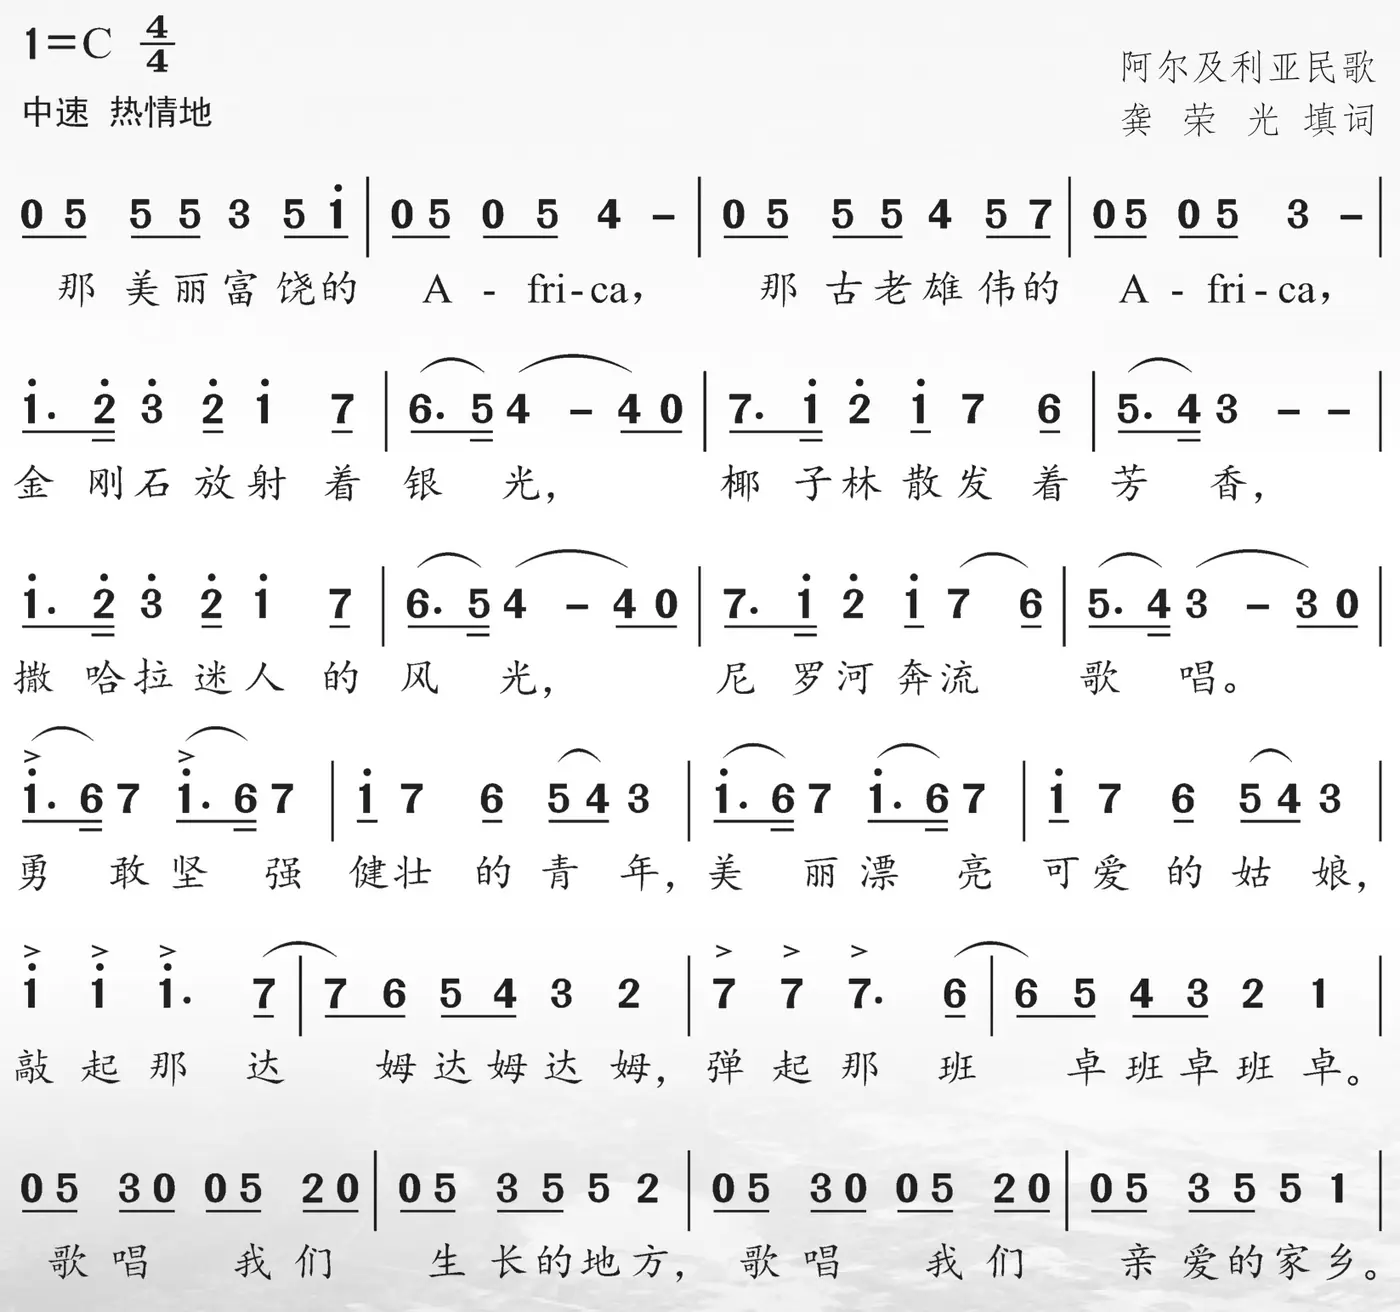 1=C 4/4
阿尔及利亚民歌
中速 热情地
龚荣光填词
0 5 5 5 3 5 i | 0 5 0 5 4 – | 0 5 5 5 4 5 7 | 0 5 0 5 3 – |
那 美丽富饶的 A - fri-ca, 那 古老雄伟的 A - fri-ca,
i. 2̇ 3̇ 2̇ i 7 | 6. 5 4 – 4 0 | 7. i 2̇ i 7 6 | 5. 4 3 – – |
金 刚石放射着 银 光, 椰 子林散发着 芳 香,
i. 2̇ 3̇ 2̇ i 7 | 6. 5 4 – 4 0 | 7. i 2̇ i 7 6 | 5. 4 3 – 3 0 |
撒 哈拉迷人的 风 光, 尼 罗河奔流 歌 唱。
> >
i. 6 7 i. 6 7 | i 7 6 5 4 3 | i. 6 7 i. 6 7 | i 7 6 5 4 3 |
勇 敢坚 强 健壮的青年, 美 丽漂 亮 可爱的姑娘,
> > > > > >
i i i. 7 | 7 6 5 4 3 2 | 7 7 7. 6 | 6 5 4 3 2 1 |
敲起那 达 姆达姆达姆, 弹起那 班 卓班卓班卓。
0 5 3 0 0 5 2 0 | 0 5 3 5 5 2 | 0 5 3 0 0 5 2 0 | 0 5 3 5 5 1 |
歌唱 我们 生长的地方, 歌唱 我们 亲爱的家乡。